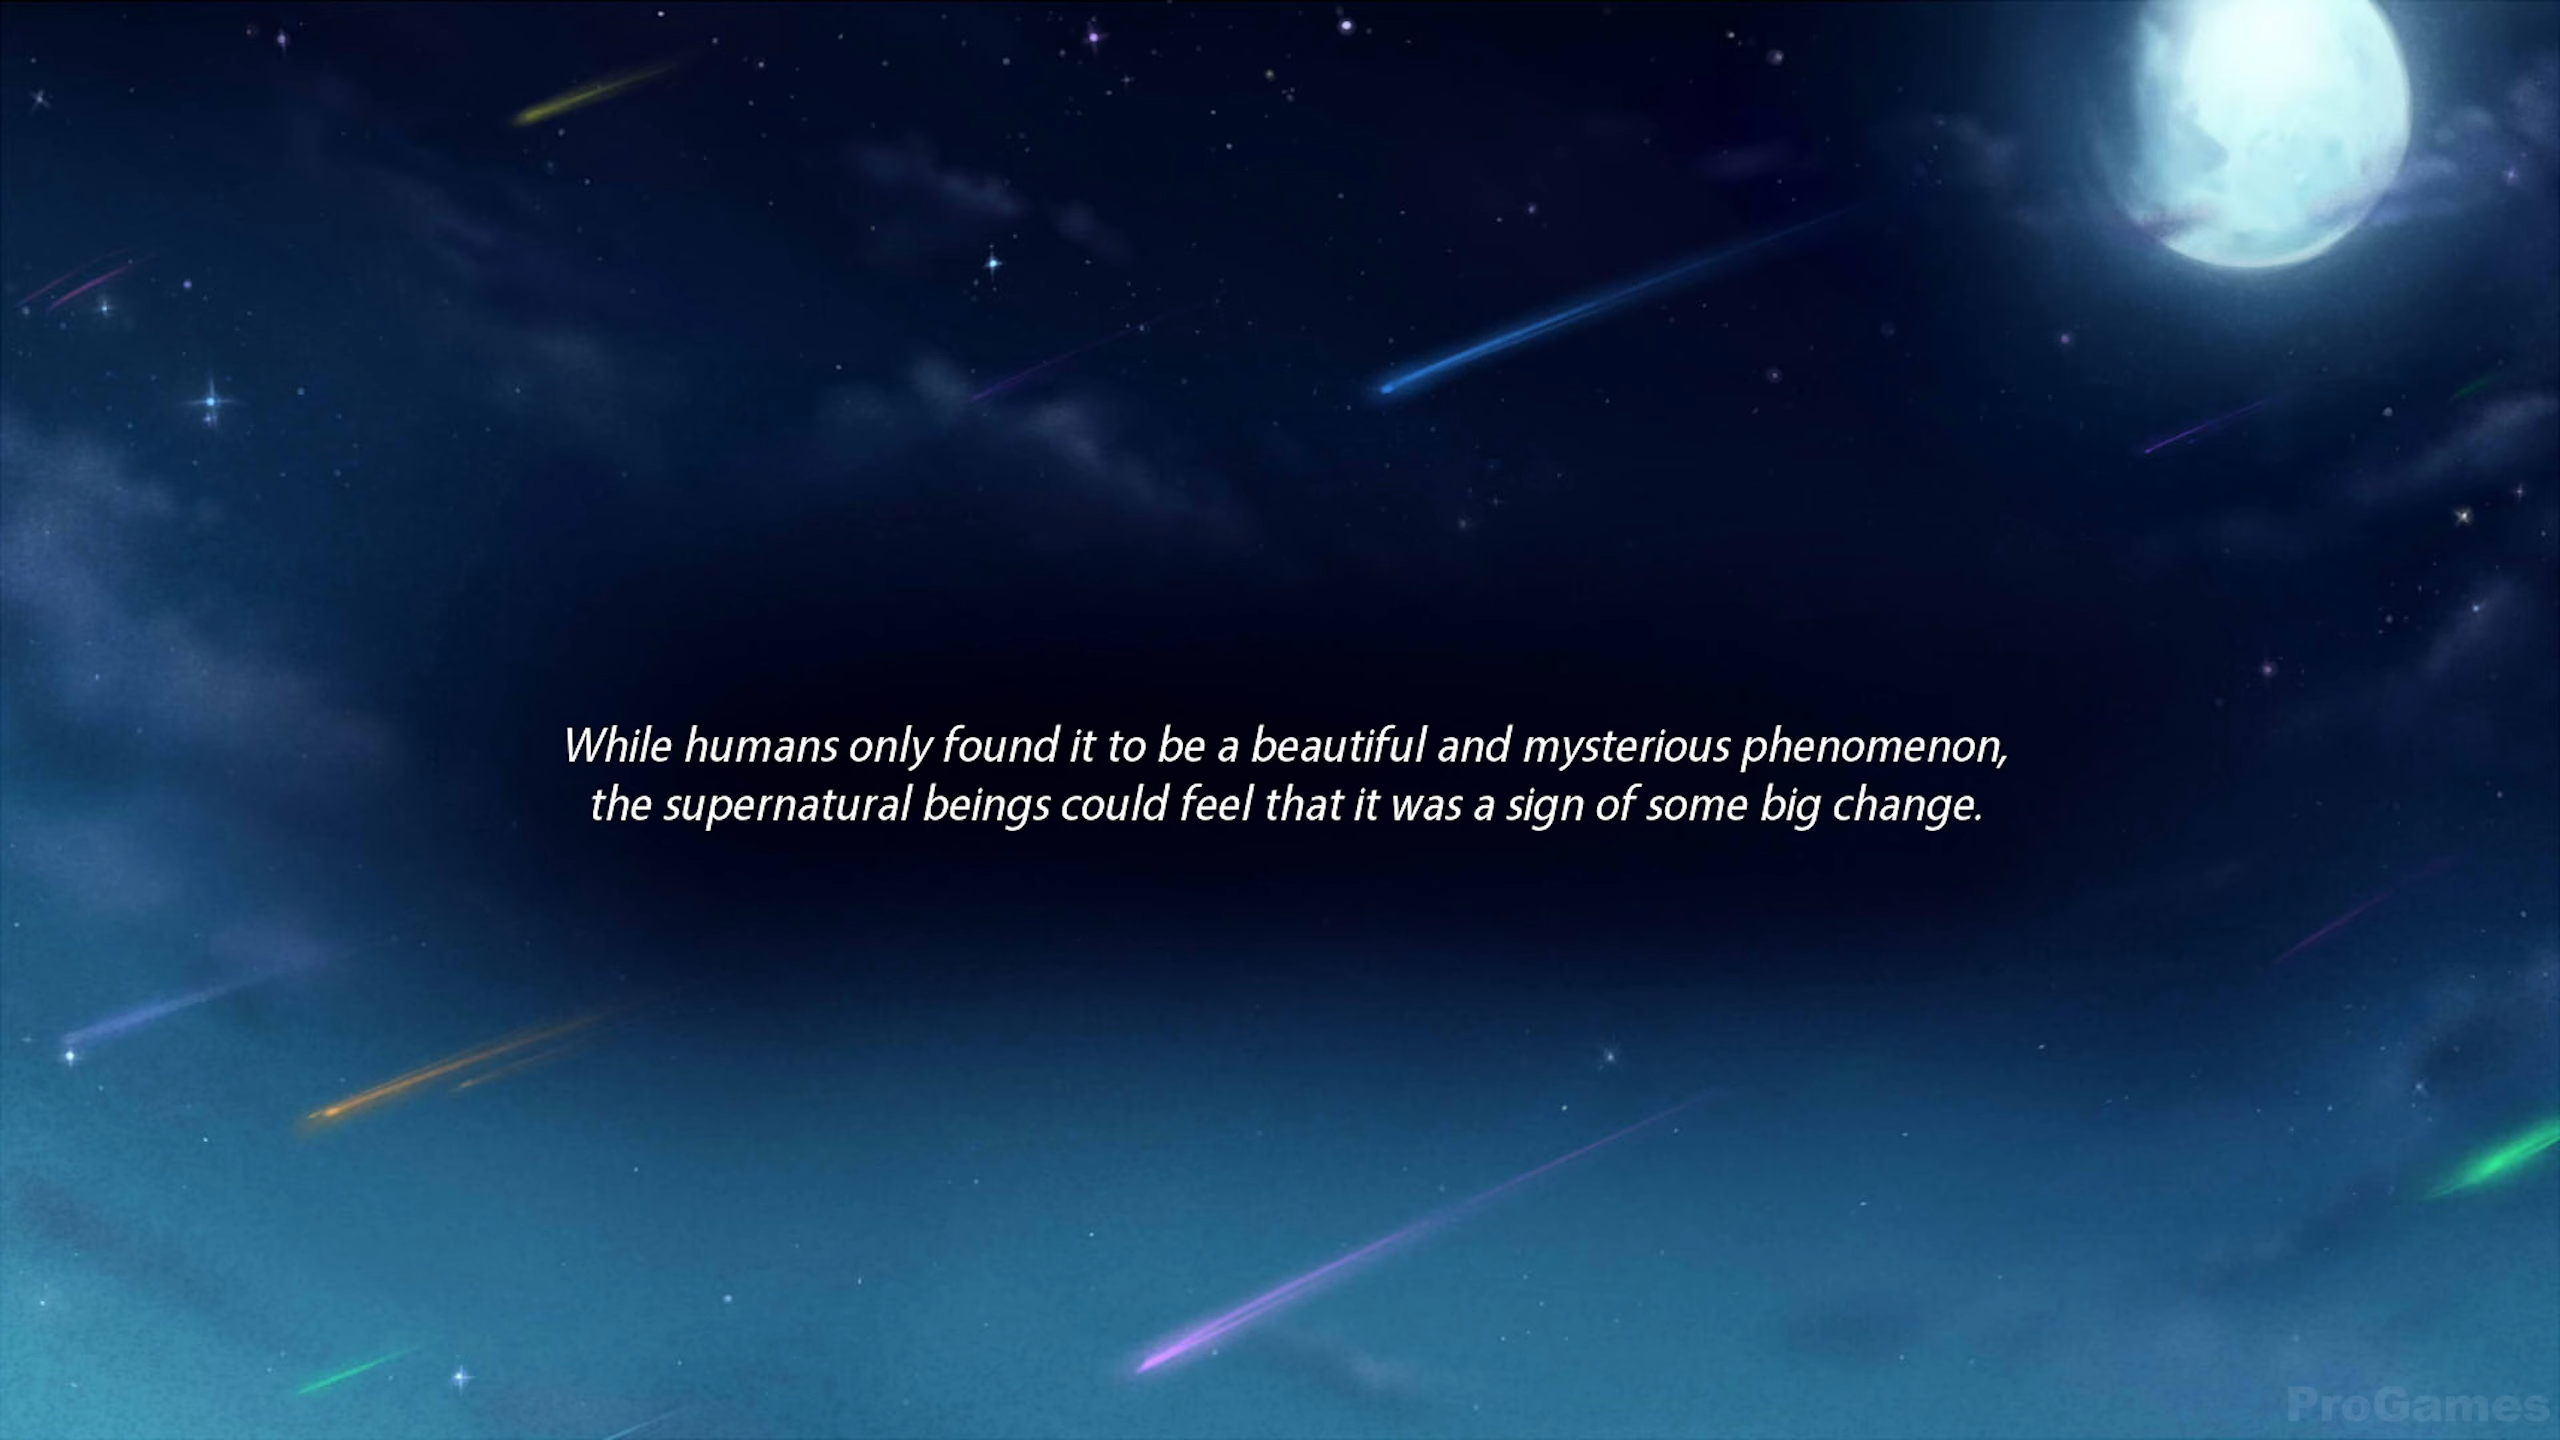 While humans only found it to be a beautiful and mysterious phenomenon,
the supernatural beings could feel that it was a sign of some big change.
ProGames